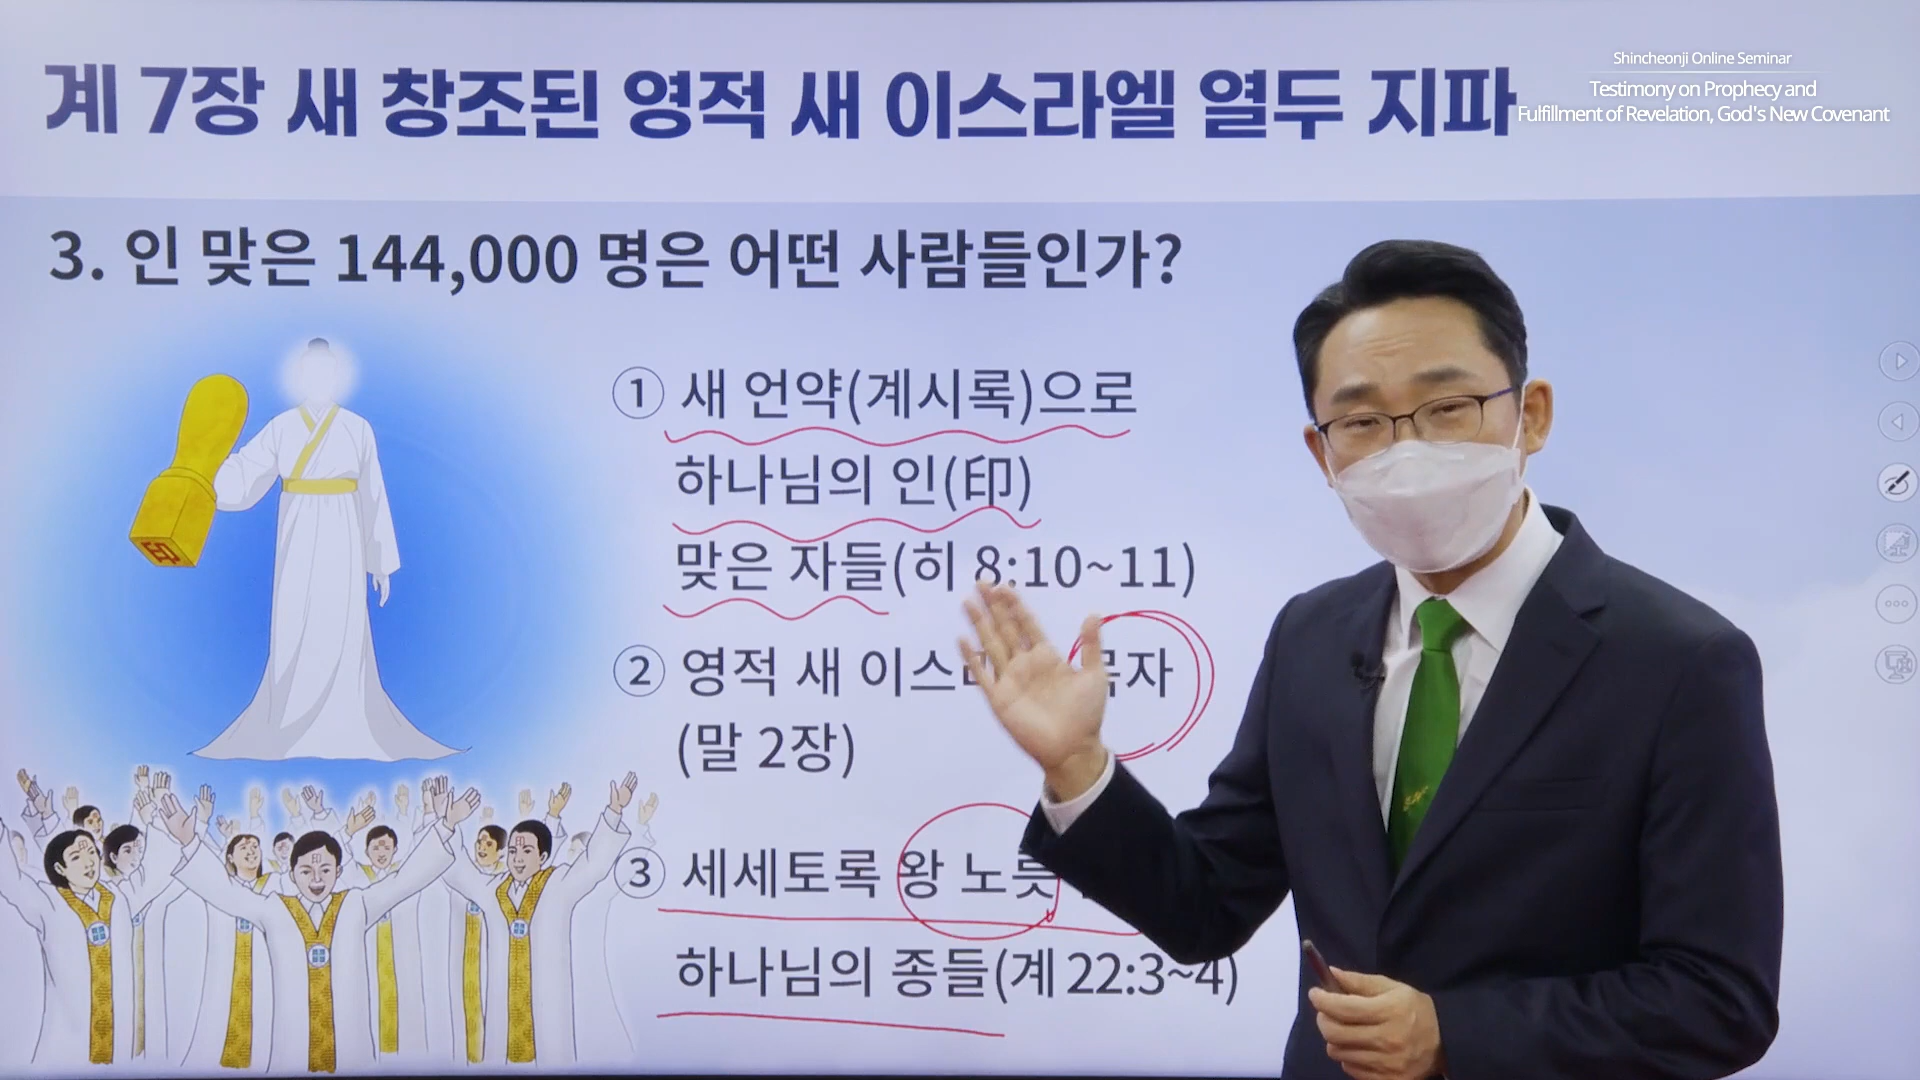 Shincheonji Online Seminar
Testimony on Prophecy and
Fulfillment of Revelation, God's New Covenant
계 7장 새 창조된 영적 새 이스라엘 열두 지파
3. 인 맞은 144,000 명은 어떤 사람들인가?
① 새 언약(계시록)으로
하나님의 인(印)
맞은 자들(히 8:10~11)
② 영적 새
(말 2장)
③ 세세토록 왕 노릇
하나님의 종들(계 22:3~4)
印